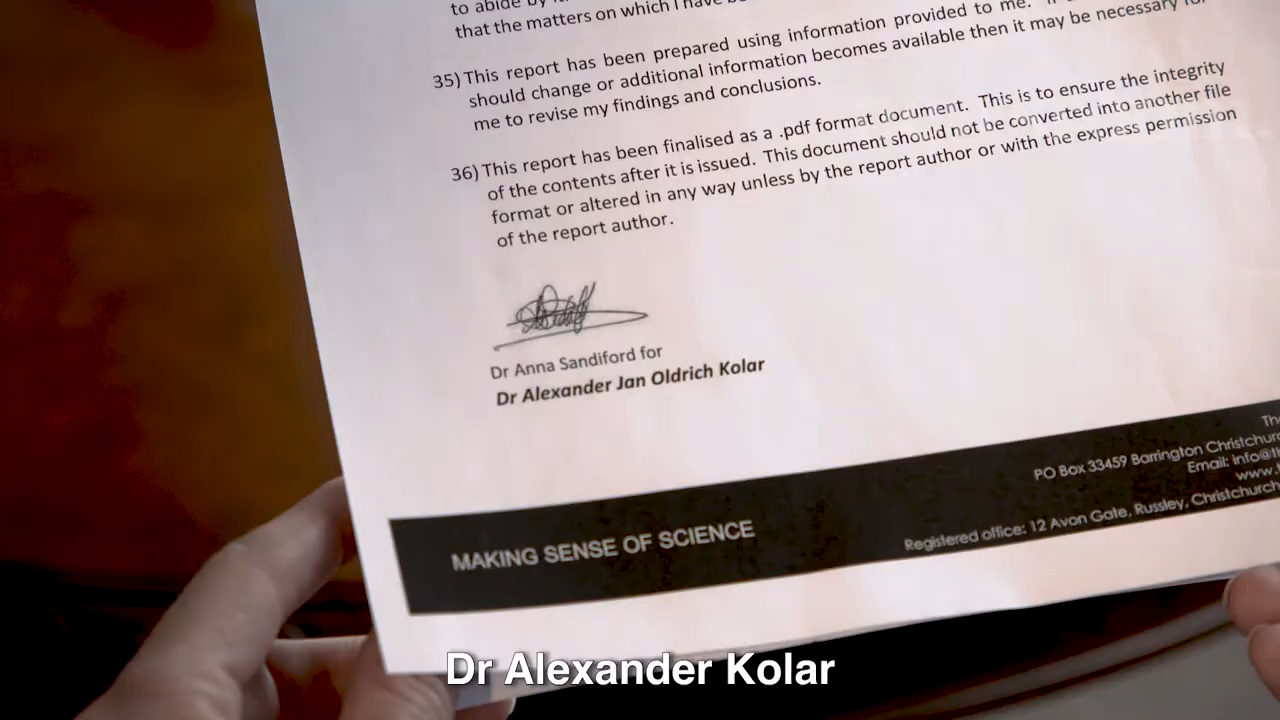 to abide by it.
that the matters on which I have
35) This report has been prepared using information provided to me. If
should change or additional information becomes available then it may be necessary for
me to revise my findings and conclusions.
36) This report has been finalised as a .pdf format document. This is to ensure the integrity
of the contents after it is issued. This document should not be converted into another file
format or altered in any way unless by the report author or with the express permission
of the report author.
Dr Anna Sandiford for
Dr Alexander Jan Oldrich Kolar
PO Box 33459 Barrington Christchurch
Email: info@
www.
Registered office: 12 Avon Gate, Russley, Christchurch
MAKING SENSE OF SCIENCE
Dr Alexander Kolar